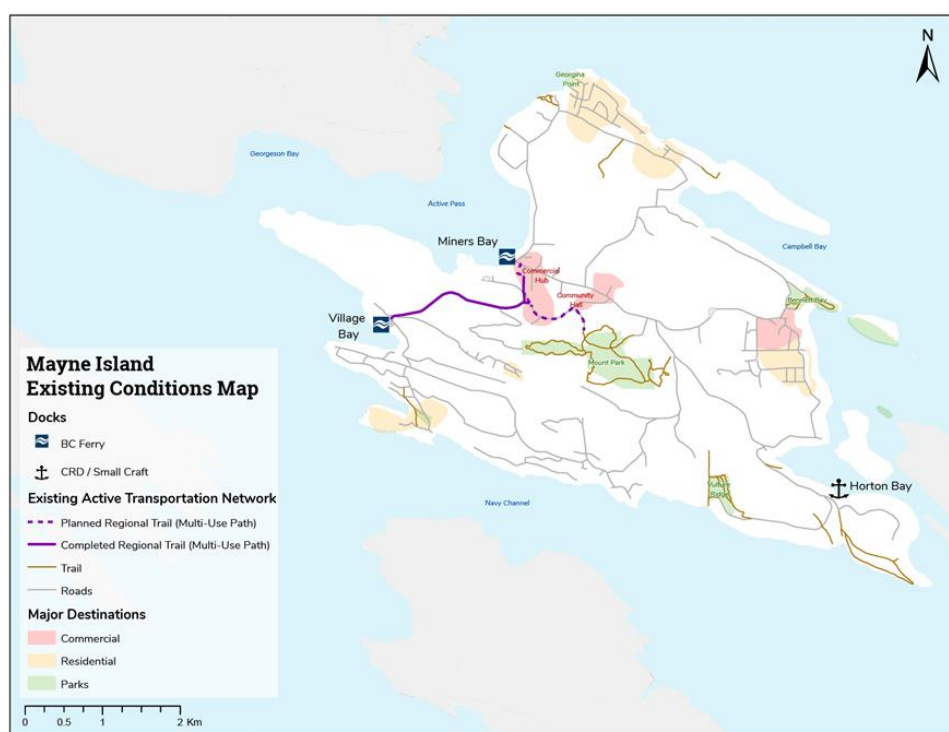 N
Georgina
Point
Georgeson Bay
Active Pass
Miners Bay
Campbell Bay
Commercial
Hub
Community
Hall
Bennett Bay
Village
Bay
Mount Park
Horton Bay
Ridge
Navy Channel
Mayne Island
Existing Conditions Map
Docks
BC Ferry
CRD / Small Craft
Existing Active Transportation Network
Planned Regional Trail (Multi-Use Path)
Completed Regional Trail (Multi-Use Path)
Trail
Roads
Major Destinations
Commercial
Residential
Parks
0 0.5 1 2 Km